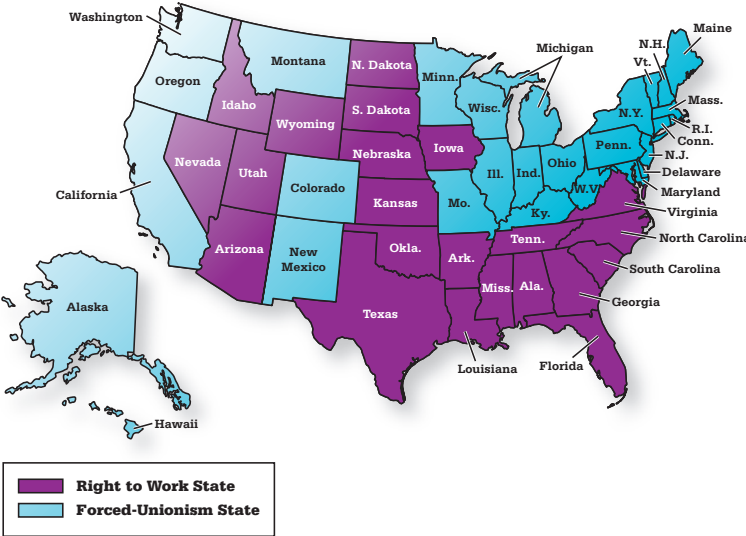 Washington
Oregon
California
Idaho
Nevada
Montana
Wyoming
Utah
Arizona
Colorado
New
Mexico
N. Dakota
S. Dakota
Nebraska
Kansas
Okla.
Texas
Minn.
Iowa
Mo.
Ark.
Louisiana
Wisc.
Ill.
Michigan
Ind.
Ohio
Ky.
Tenn.
Miss.
Ala.
Georgia
Florida
South Carolina
North Carolina
Virginia
W.V
Maryland
Delaware
N.J.
Penn.
N.Y.
Conn.
R.I.
Mass.
Vt.
N.H.
Maine
Alaska
Hawaii
Right to Work State
Forced-Unionism State